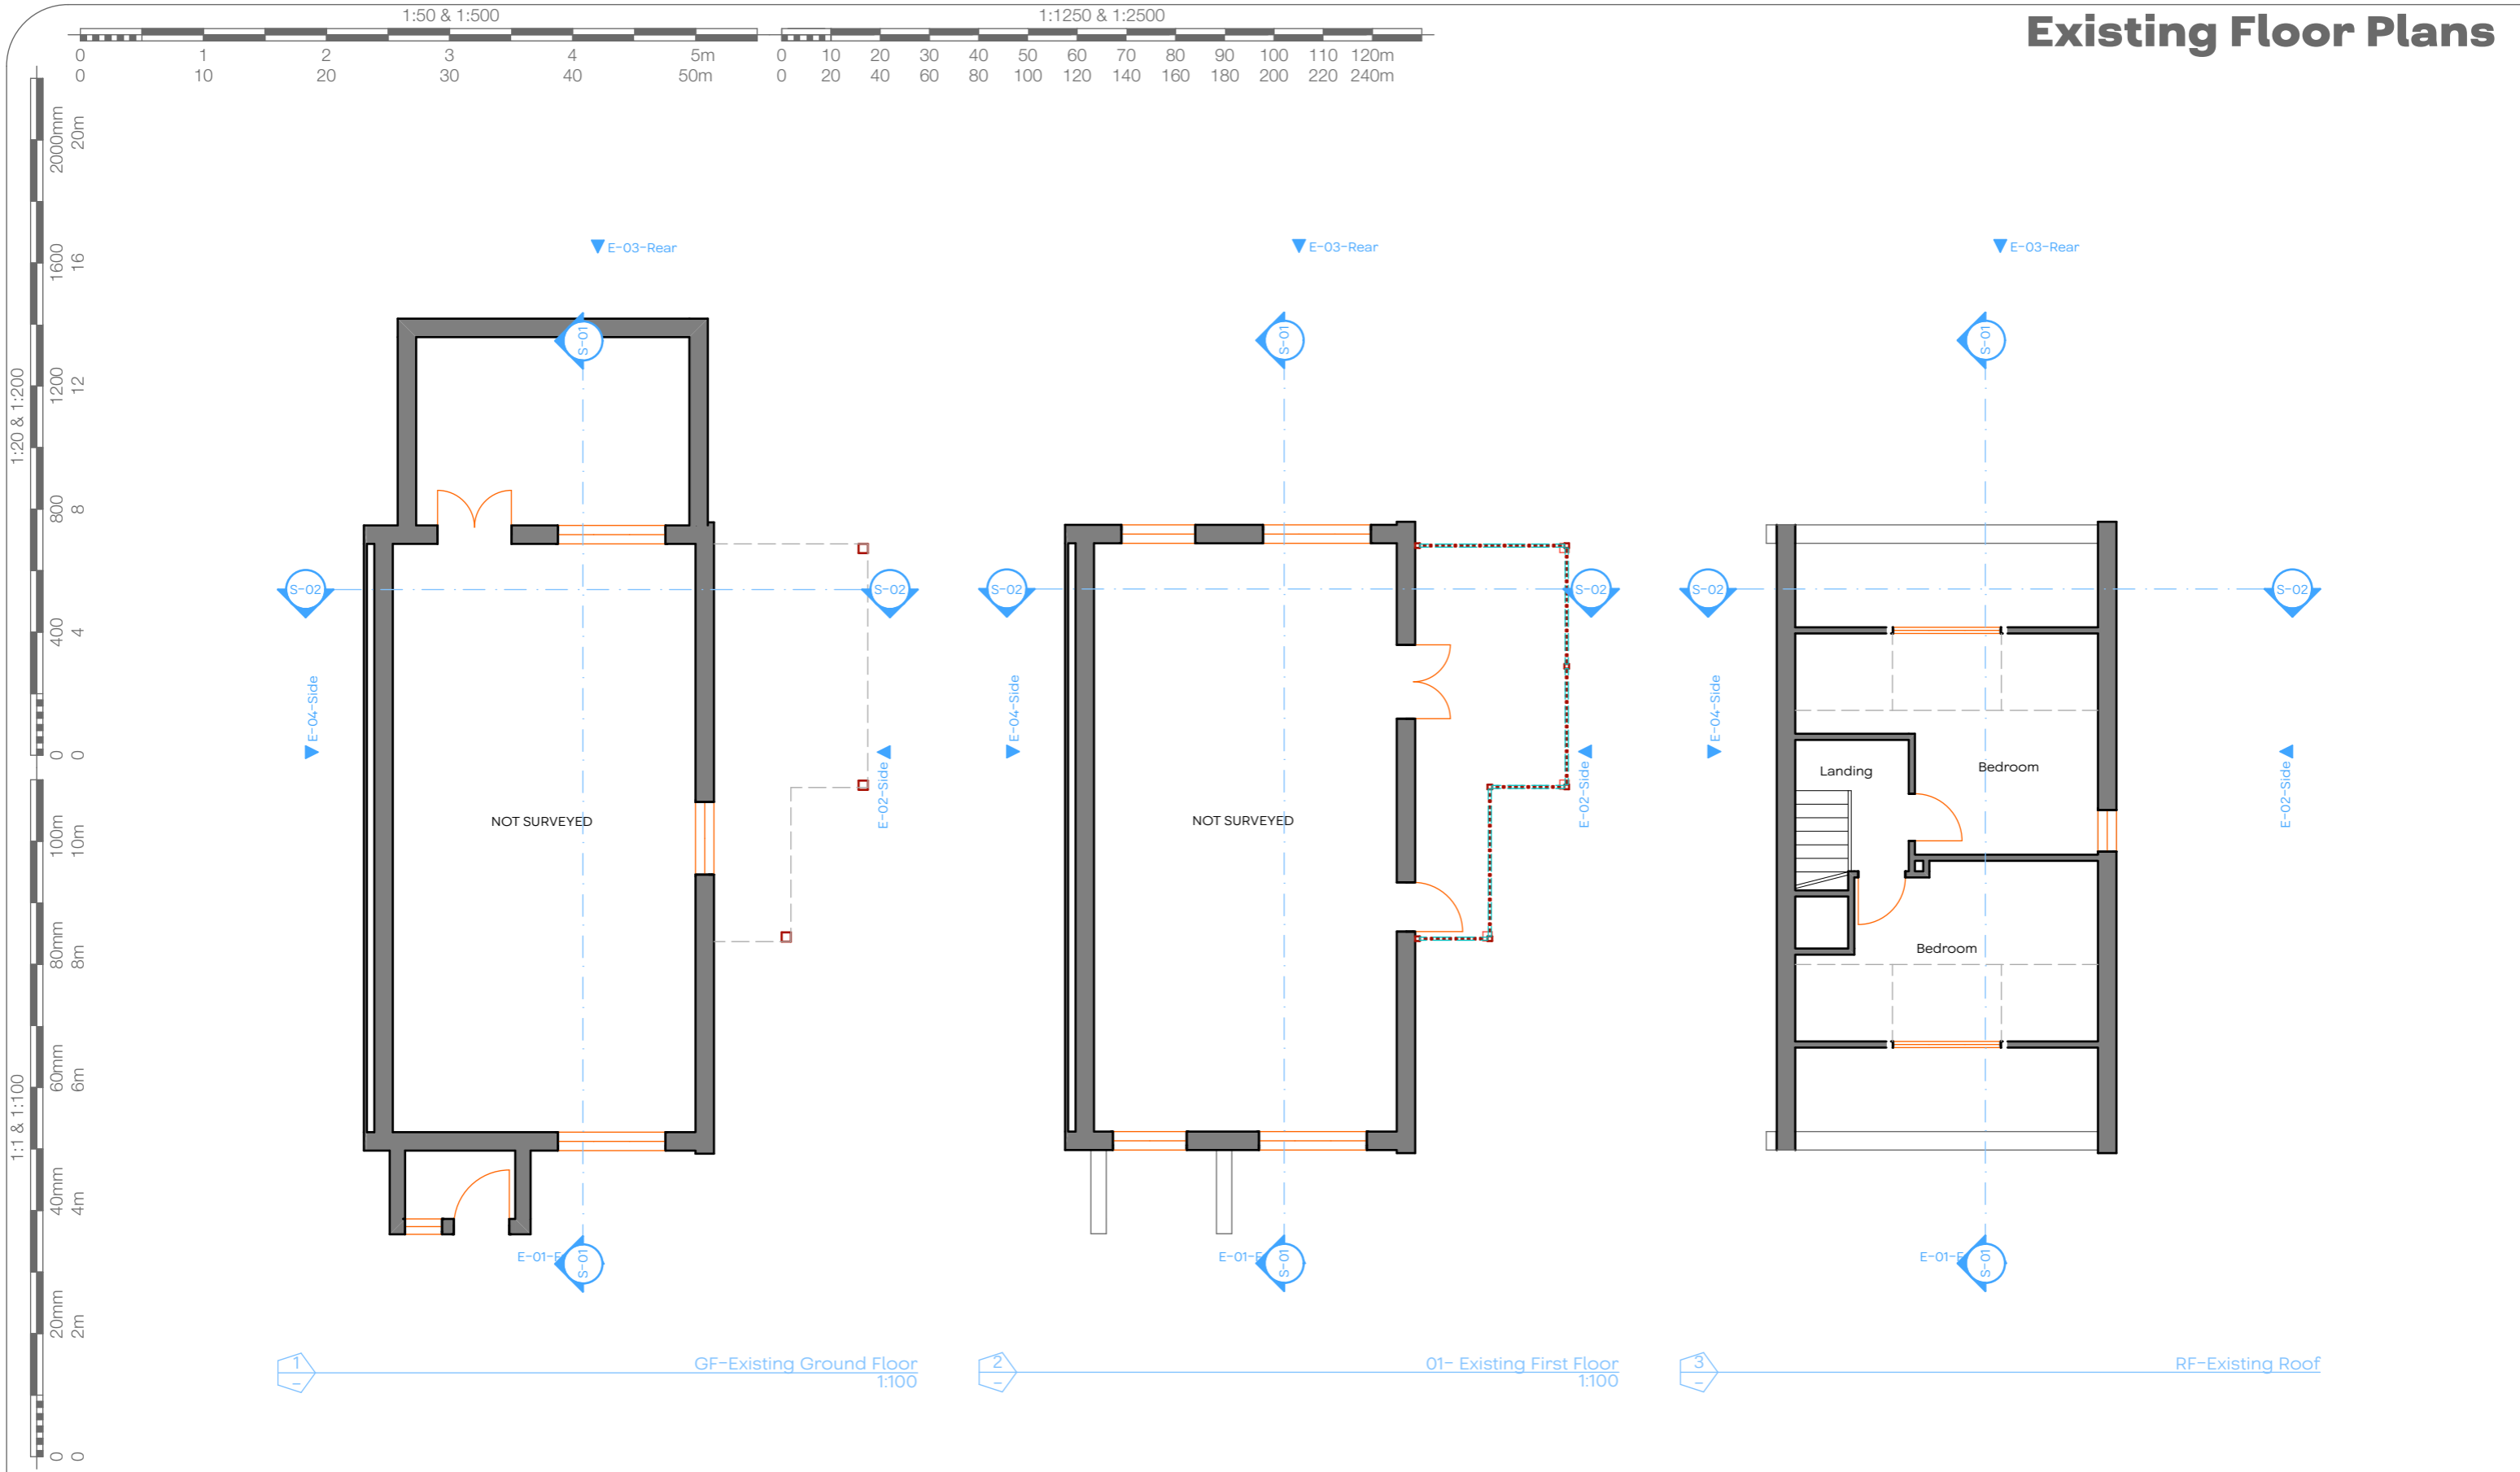 Existing Floor Plans
1:50 & 1:500
0 1 2 3 4 5m
0 10 20 30 40 50m
1:1250 & 1:2500
0 10 20 30 40 50 60 70 80 90 100 110 120m
0 20 40 60 80 100 120 140 160 180 200 220 240m
1:20 & 1:200
2000mm 1600 1200 800 400 0
20m 16 12 8 4 0
1:1 & 1:100
100mm 80mm 60mm 40mm 20mm 0
10m 8m 6m 4m 2m 0
E-03-Rear
S-01
S-02
S-02
E-04-Side
E-02-Side
NOT SURVEYED
E-01-F
S-01
1
-
GF-Existing Ground Floor
1:100
E-03-Rear
S-01
S-02
S-02
E-04-Side
E-02-Side
NOT SURVEYED
E-01-F
S-01
2
-
01- Existing First Floor
1:100
E-03-Rear
S-01
S-02
S-02
E-04-Side
E-02-Side
Landing
Bedroom
Bedroom
E-01-F
S-01
3
-
RF-Existing Roof